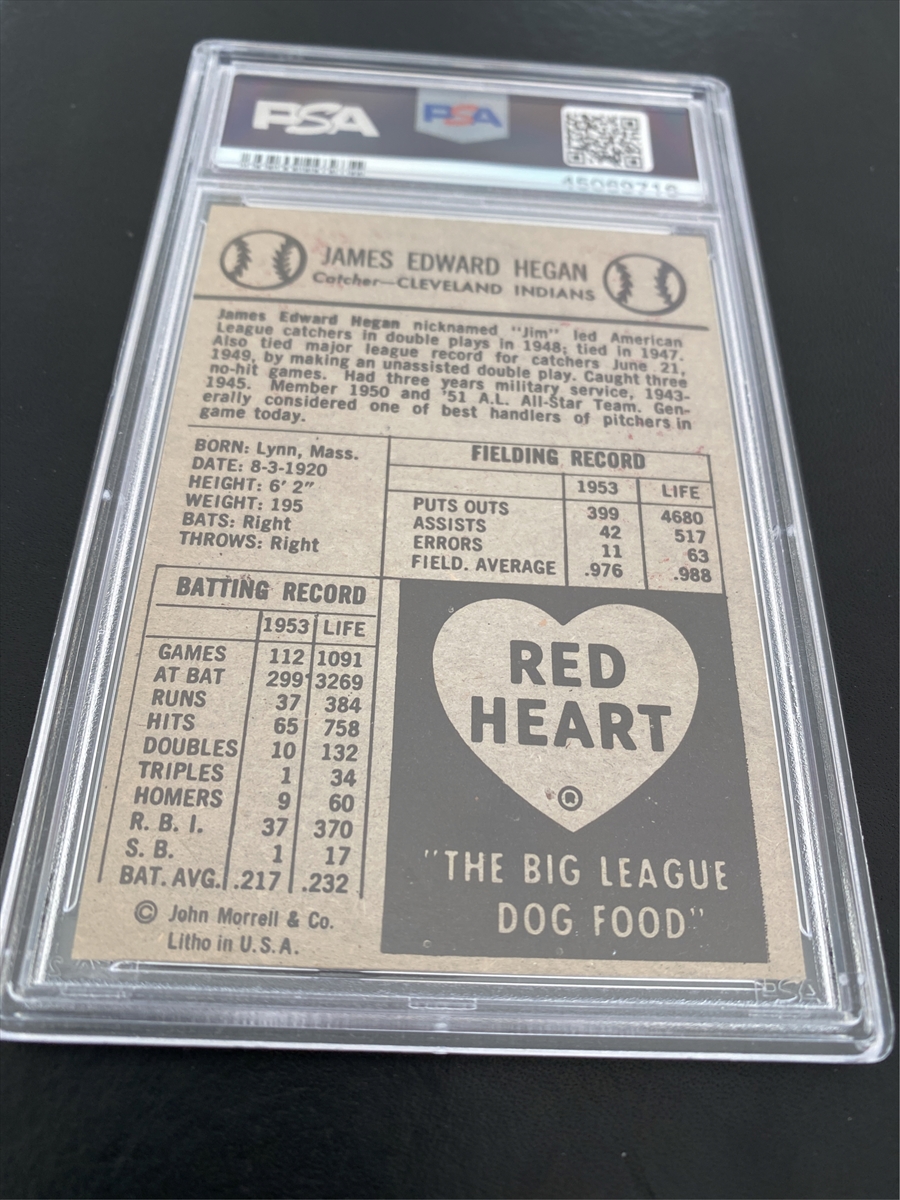 PSA PSA
45069716
JAMES EDWARD HEGAN
Catcher—CLEVELAND INDIANS
James Edward Hegan nicknamed "Jim" led American
League catchers in double plays in 1948; tied in 1947.
Also tied major league record for catchers June 21,
1949, by making an unassisted double play. Caught three
no-hit games. Had three years military service, 1943-
1945. Member 1950 and '51 A.L. All-Star Team. Gen-
erally considered one of best handlers of pitchers in
game today.
BORN: Lynn, Mass.
DATE: 8-3-1920
HEIGHT: 6' 2"
WEIGHT: 195
BATS: Right
THROWS: Right
FIELDING RECORD
1953 LIFE
PUTS OUTS 399 4680
ASSISTS 42 517
ERRORS 11 63
FIELD. AVERAGE .976 .988
BATTING RECORD
1953 LIFE
GAMES 112 1091
AT BAT 299 3269
RUNS 37 384
HITS 65 758
DOUBLES 10 132
TRIPLES 1 34
HOMERS 9 60
R. B. I. 37 370
S. B. 1 17
BAT. AVG. .217 .232
© John Morrell & Co.
Litho in U.S.A.
RED
HEART
®
"THE BIG LEAGUE
DOG FOOD"
PSA